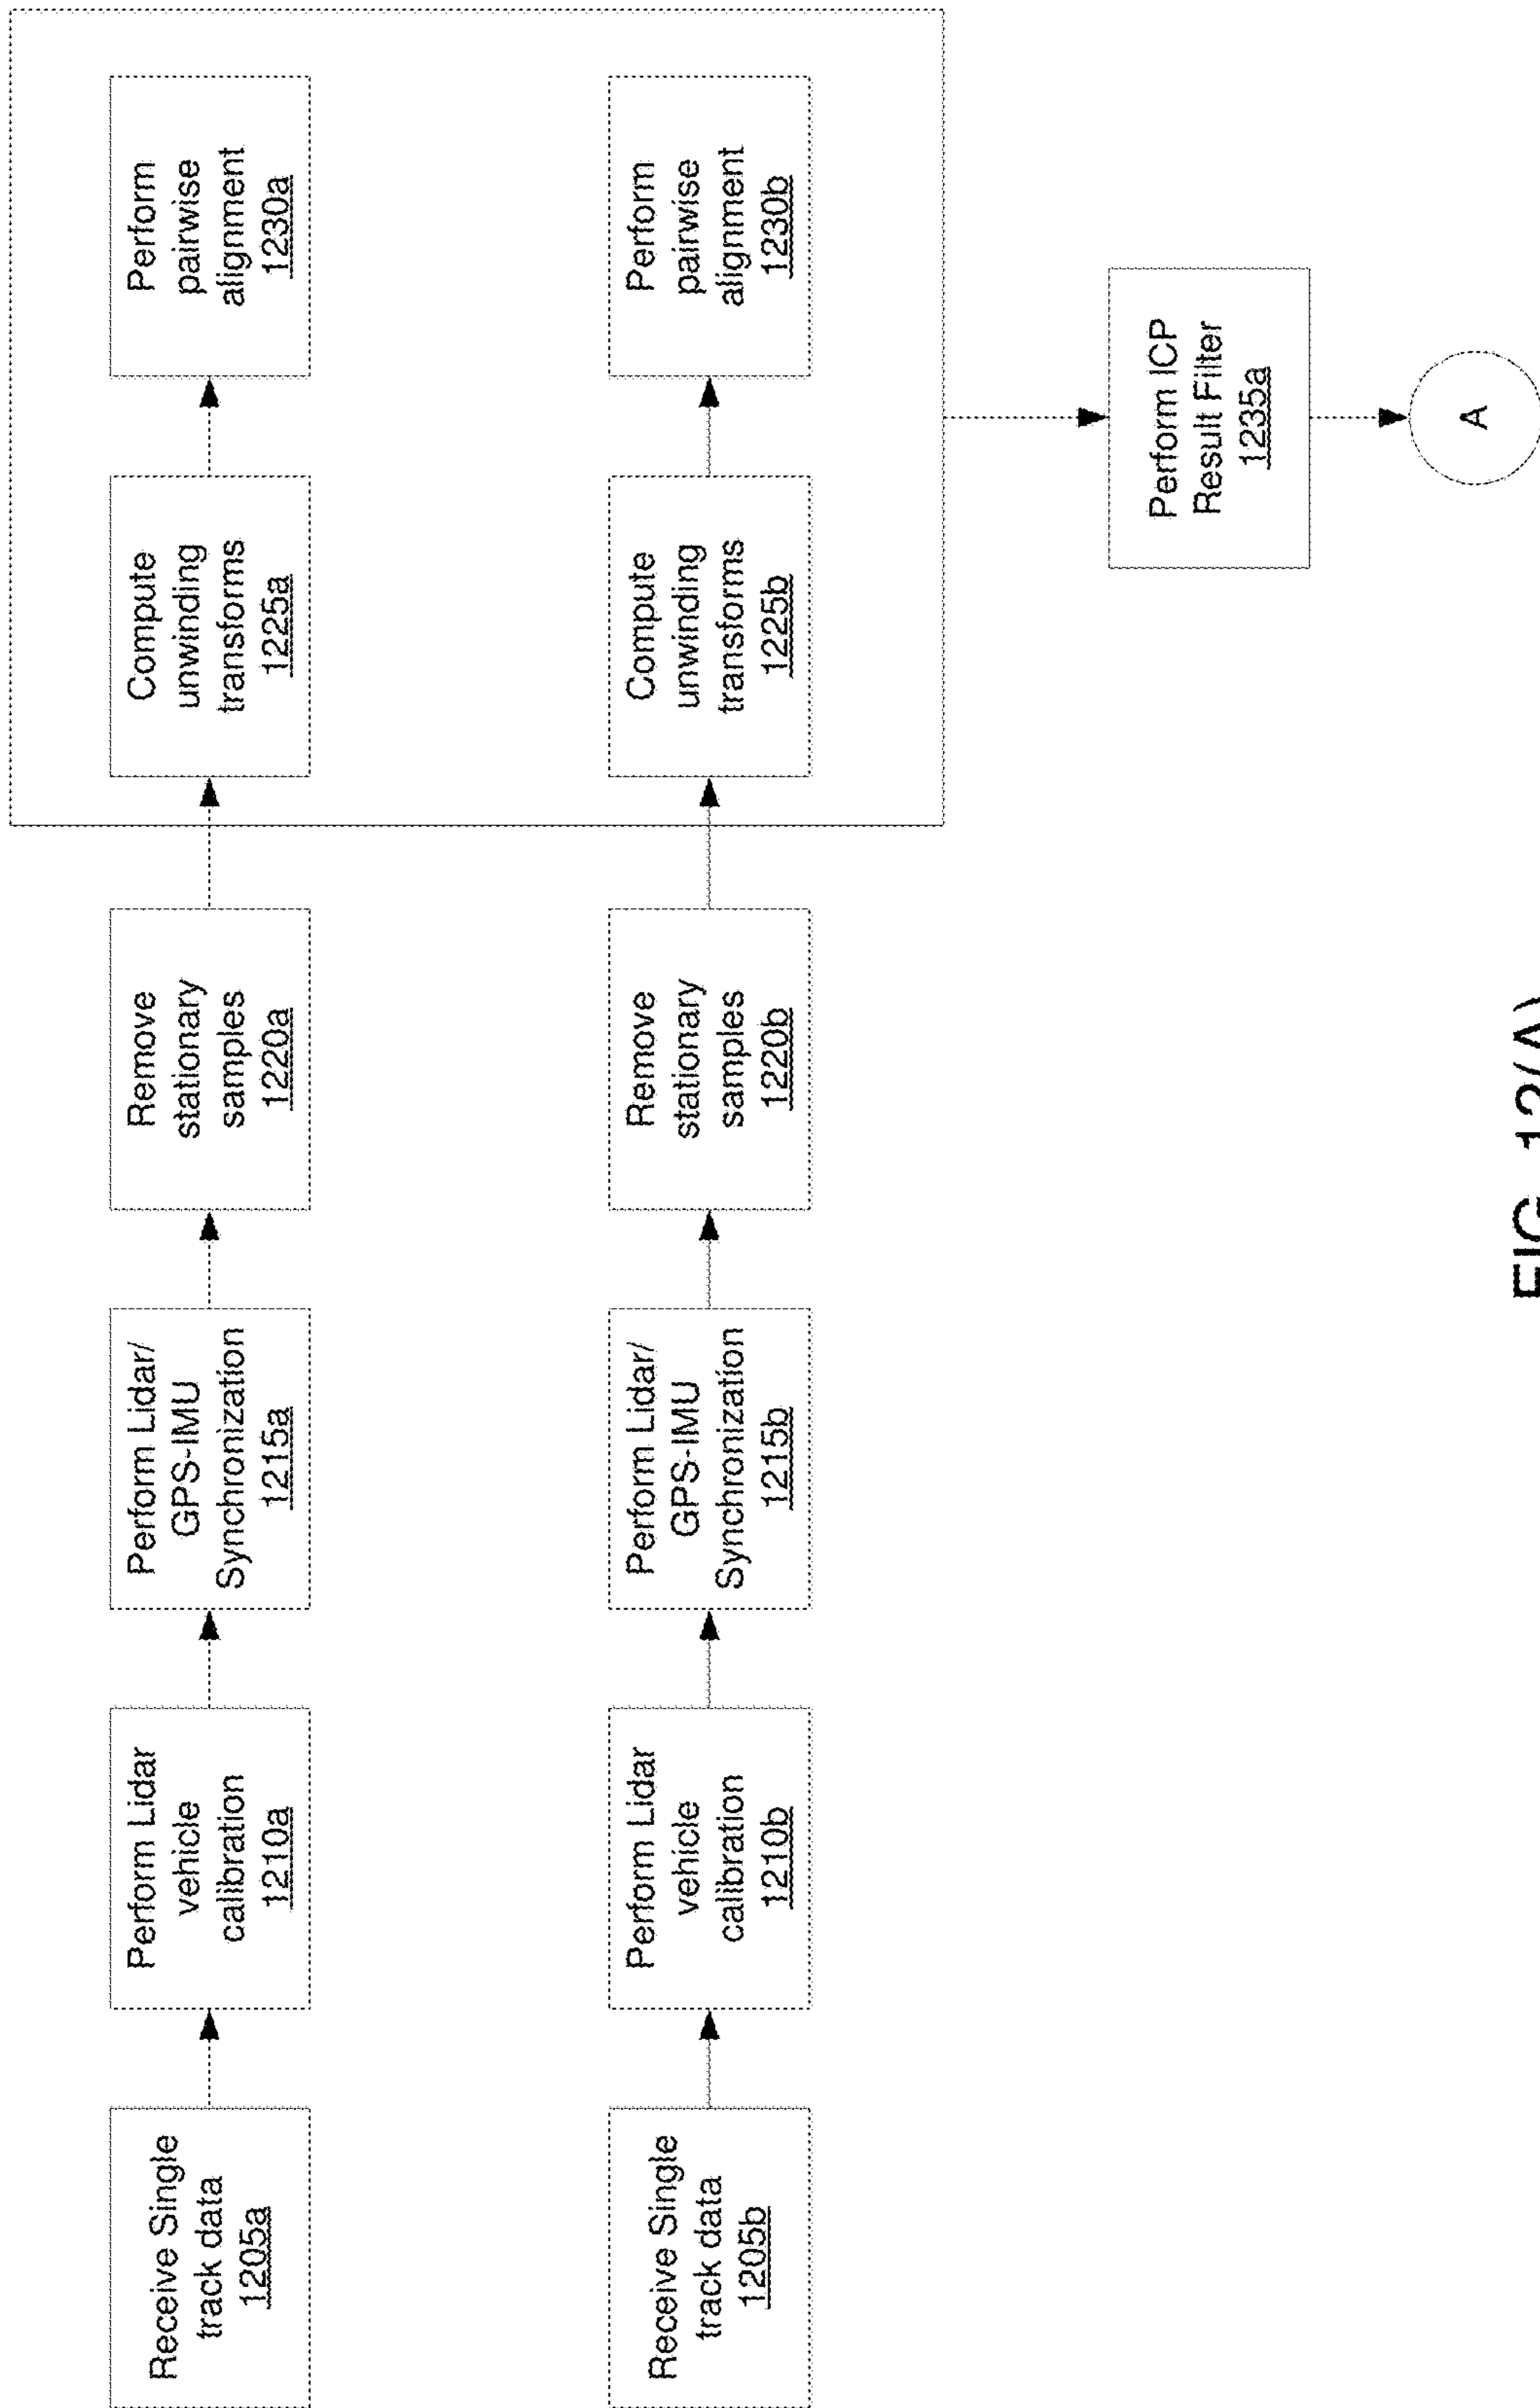 Receive Single
track data
1205a
Perform Lidar
vehicle
calibration
1210a
Perform Lidar/
GPS-IMU
Synchronization
1215a
Remove
stationary
samples
1220a
Compute
unwinding
transforms
1225a
Perform
pairwise
alignment
1230a
Receive Single
track data
1205b
Perform Lidar
vehicle
calibration
1210b
Perform Lidar/
GPS-IMU
Synchronization
1215b
Remove
stationary
samples
1220b
Compute
unwinding
transforms
1225b
Perform
pairwise
alignment
1230b
Perform ICP
Result Filter
1235a
A
FIG. 12(A)